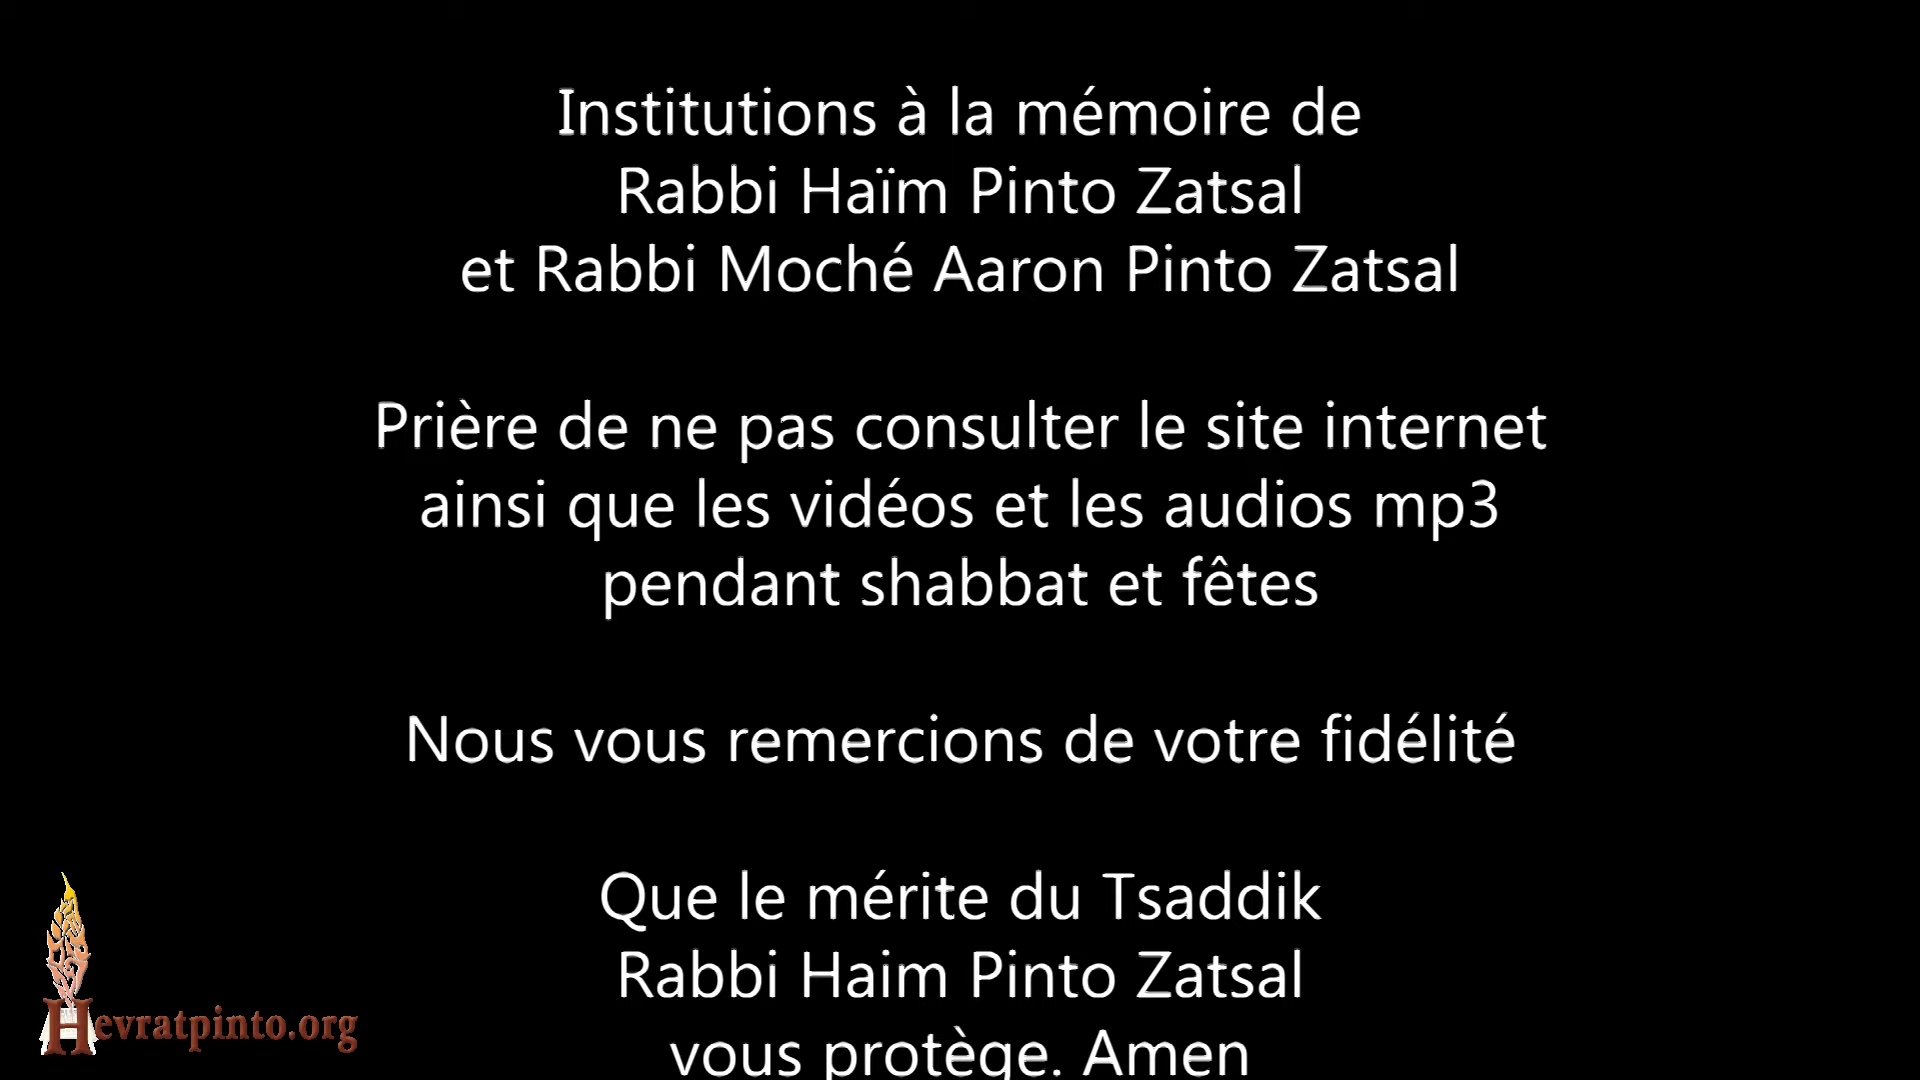 Institutions à la mémoire de
Rabbi Haïm Pinto Zatsal
et Rabbi Moché Aaron Pinto Zatsal
Prière de ne pas consulter le site internet
ainsi que les vidéos et les audios mp3
pendant shabbat et fêtes
Nous vous remercions de votre fidélité
Que le mérite du Tsaddik
Rabbi Haim Pinto Zatsal
vous protège. Amen
Hevratpinto.org